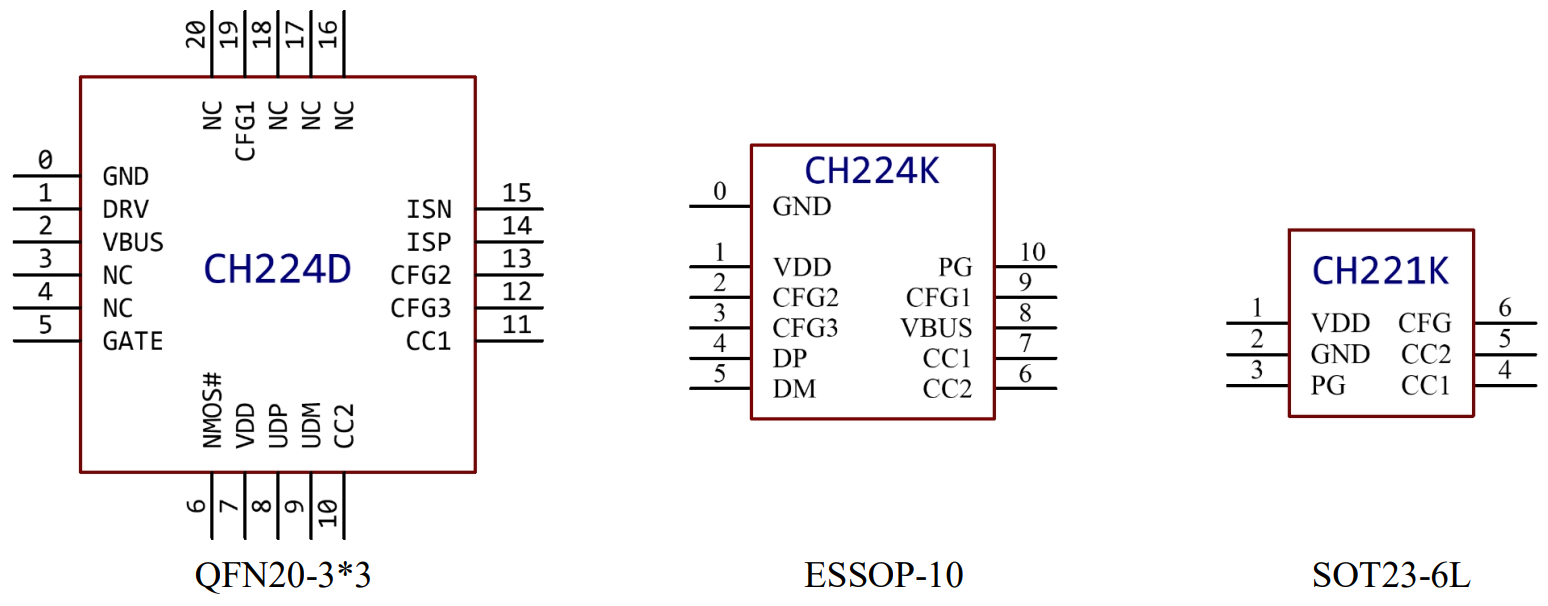 20 19 18 17 16
NC CFG1 NC NC NC
0 GND
1 DRV
2 VBUS
3 NC
4 NC
5 GATE
CH224D
ISN 15
ISP 14
CFG2 13
CFG3 12
CC1 11
NMOS# VDD UDP UDM CC2
6 7 8 9 10
QFN20-3*3
CH224K
0 GND
1 VDD PG 10
2 CFG2 CFG1 9
3 CFG3 VBUS 8
4 DP CC1 7
5 DM CC2 6
ESSOP-10
CH221K
1 VDD CFG 6
2 GND CC2 5
3 PG CC1 4
SOT23-6L